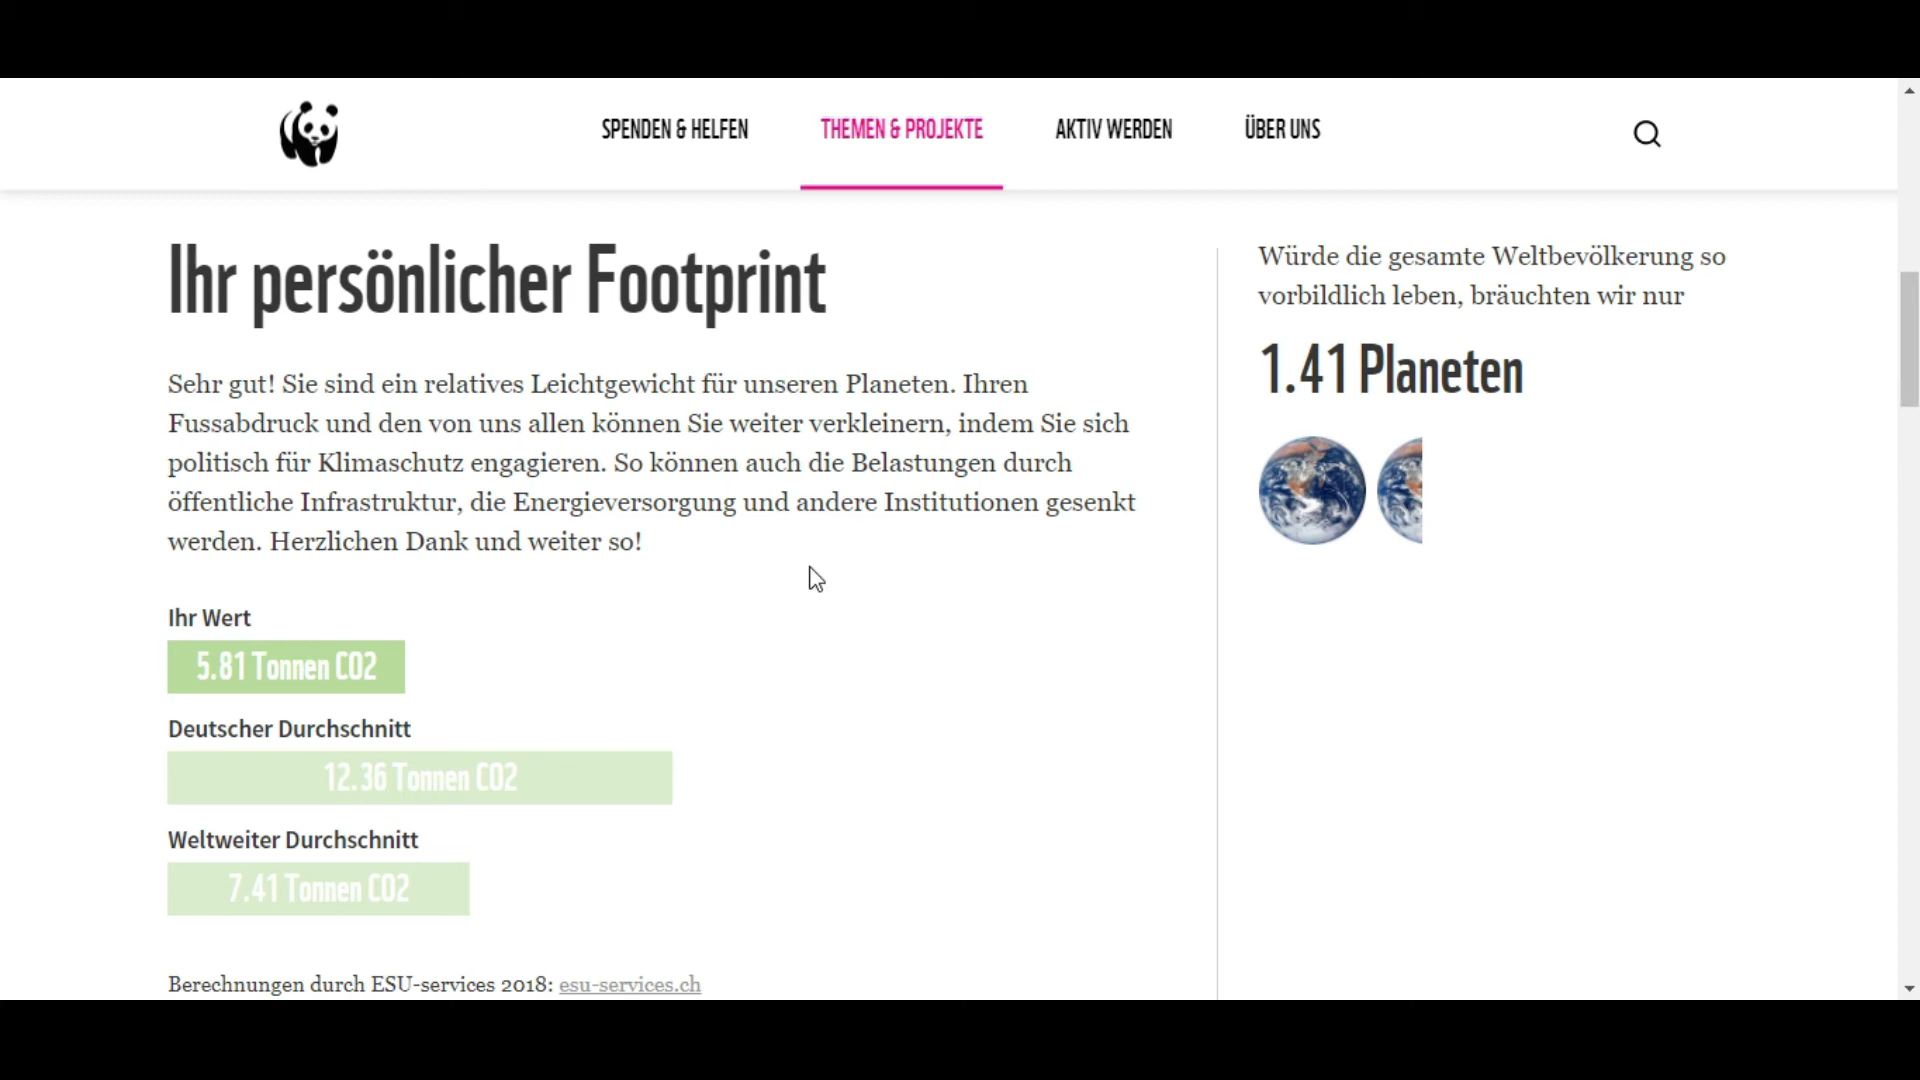 SPENDEN & HELFEN THEMEN & PROJEKTE AKTIV WERDEN ÜBER UNS
Ihr persönlicher Footprint
Sehr gut! Sie sind ein relatives Leichtgewicht für unseren Planeten. Ihren
Fussabdruck und den von uns allen können Sie weiter verkleinern, indem Sie sich
politisch für Klimaschutz engagieren. So können auch die Belastungen durch
öffentliche Infrastruktur, die Energieversorgung und andere Institutionen gesenkt
werden. Herzlichen Dank und weiter so!
Ihr Wert
5.81 Tonnen CO2
Deutscher Durchschnitt
12.36 Tonnen CO2
Weltweiter Durchschnitt
7.41 Tonnen CO2
Berechnungen durch ESU-services 2018: esu-services.ch
Würde die gesamte Weltbevölkerung so
vorbildlich leben, bräuchten wir nur
1.41 Planeten